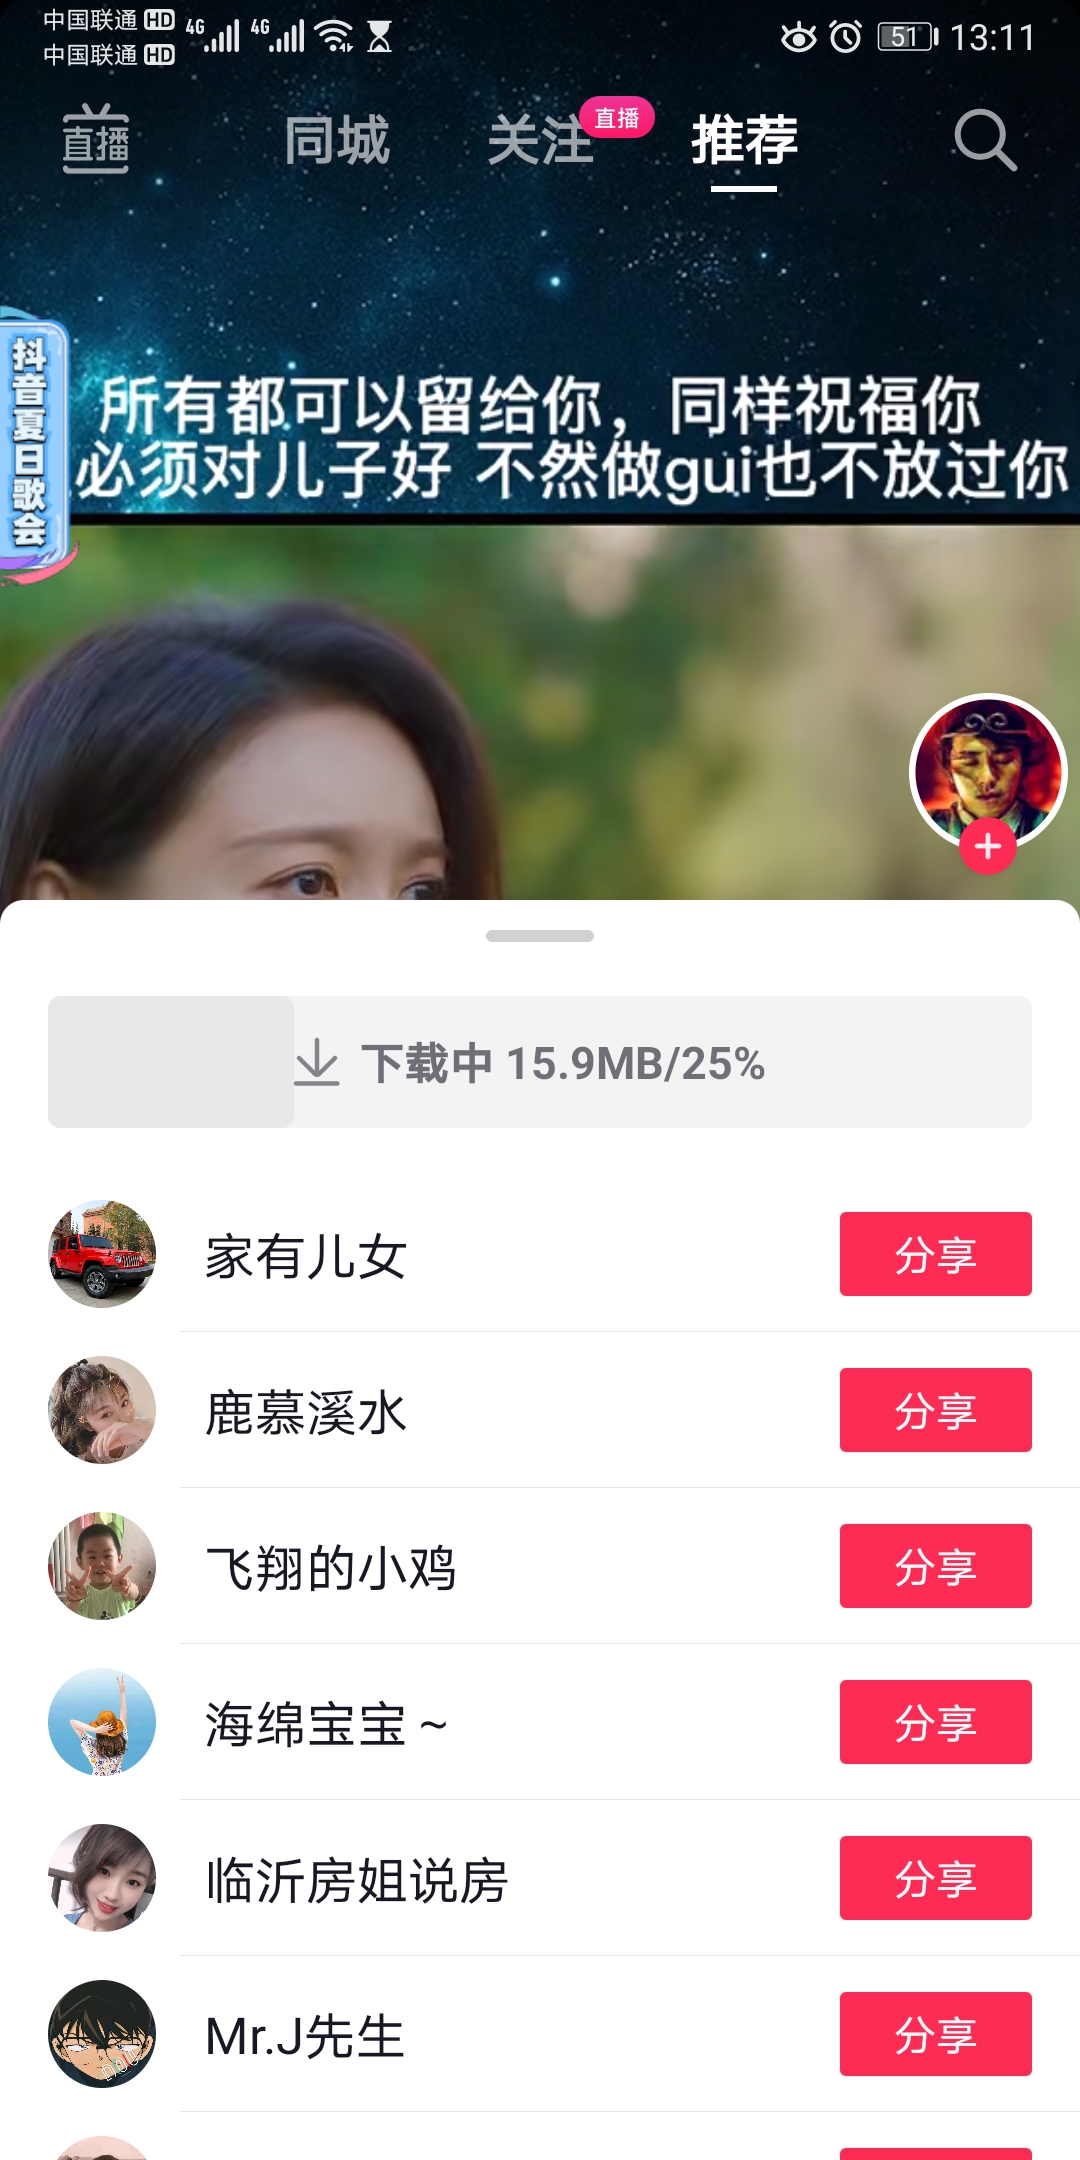 中国联通 HD
中国联通 HD
4G
4G
51
13:11
直播
同城
关注
直播
推荐
抖音夏日歌会
所有都可以留给你，同样祝福你
必须对儿子好 不然做gui也不放过你
下载中 15.9MB/25%
家有儿女
分享
鹿慕溪水
分享
飞翔的小鸡
分享
海绵宝宝～
分享
临沂房姐说房
分享
Mr.J先生
分享